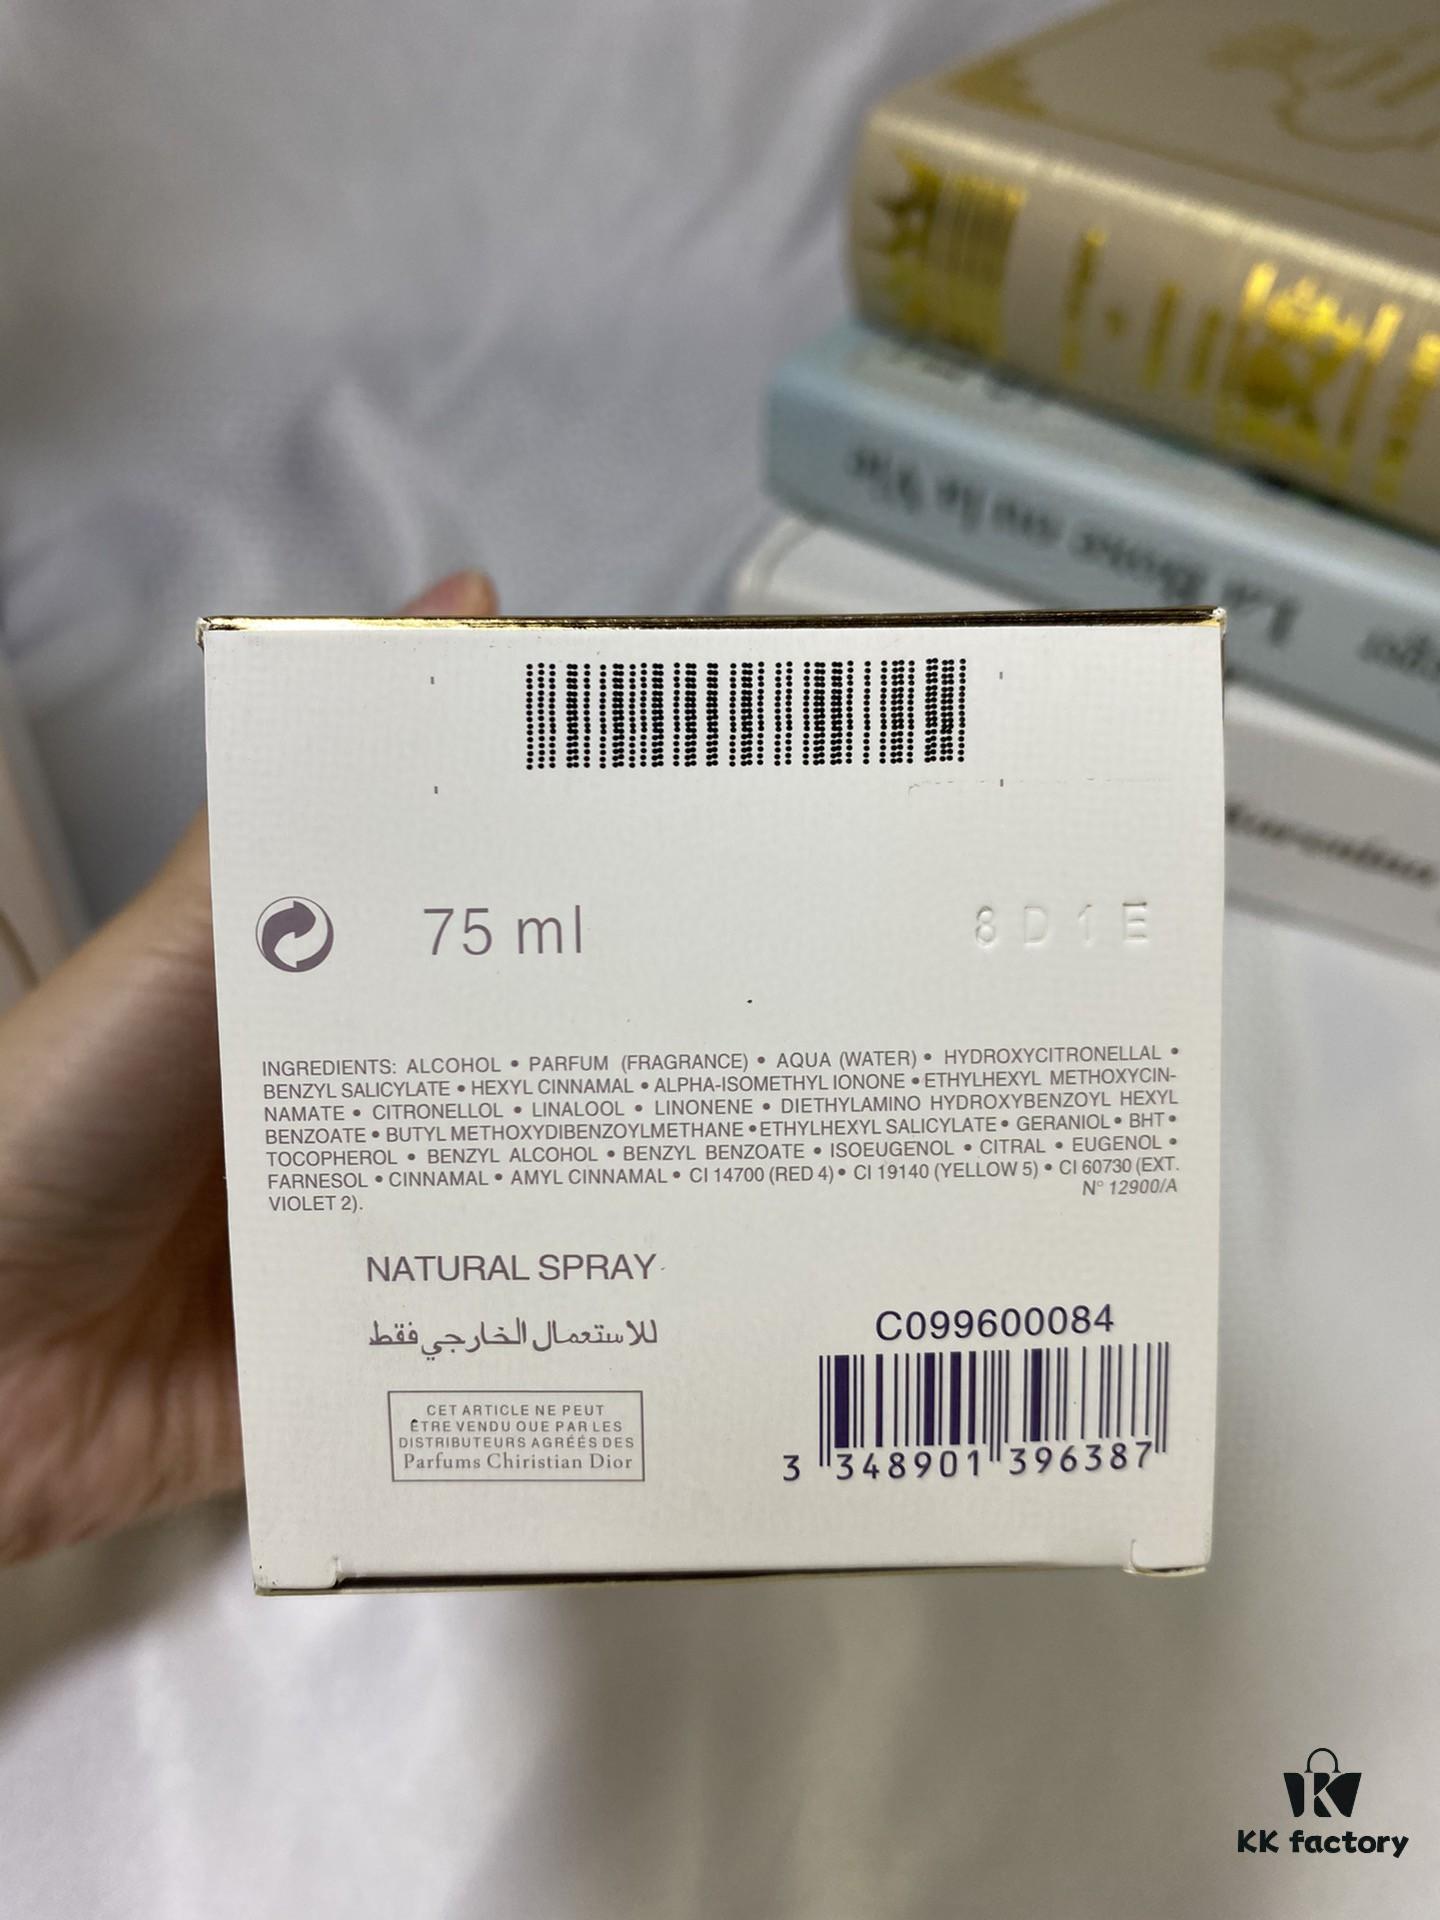 75 ml
8 D 1 E
INGREDIENTS: ALCOHOL • PARFUM (FRAGRANCE) • AQUA (WATER) • HYDROXYCITRONELLAL •
BENZYL SALICYLATE • HEXYL CINNAMAL • ALPHA-ISOMETHYL IONONE • ETHYLHEXYL METHOXYCIN-
NAMATE • CITRONELLOL • LINALOOL • LINONENE • DIETHYLAMINO HYDROXYBENZOYL HEXYL
BENZOATE • BUTYL METHOXYDIBENZOYLMETHANE • ETHYLHEXYL SALICYLATE • GERANIOL • BHT •
TOCOPHEROL • BENZYL ALCOHOL • BENZYL BENZOATE • ISOEUGENOL • CITRAL • EUGENOL •
FARNESOL • CINNAMAL • AMYL CINNAMAL • CI 14700 (RED 4) • CI 19140 (YELLOW 5) • CI 60730 (EXT.
VIOLET 2).
N° 12900/A
NATURAL SPRAY
للاستعمال الخارجي فقط
CET ARTICLE NE PEUT
ÊTRE VENDU OUE PAR LES
DISTRIBUTEURS AGRÉÉS DES
Parfums Chiristian Dior
C099600084
3 348901 396387
KK factory